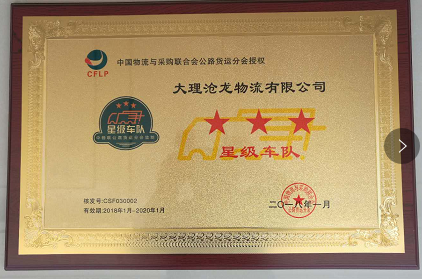 CFLP
中国物流与采购联合会公路货运分会授权
大理沧龙物流有限公司
星级车队
星级车队
核发号:CSF030002
有效期:2018年1月-2020年1月
二〇一八年一月